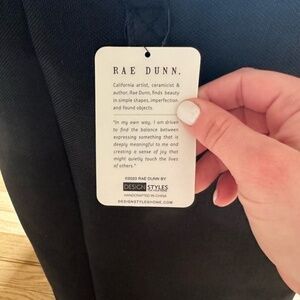 RAE DUNN.
California artist, ceramicist &
author, Rae Dunn, finds beauty
in simple shapes, imperfection
and found objects.
"In my own way, I am driven
to find the balance between
expressing something that is
deeply meaningful to me and
creating a sense of joy that
might quietly touch the lives
of others."
©2020 RAE DUNN BY
DESIGN STYLES
HANDCRAFTED IN CHINA
DESIGNSTYLESHOME.COM